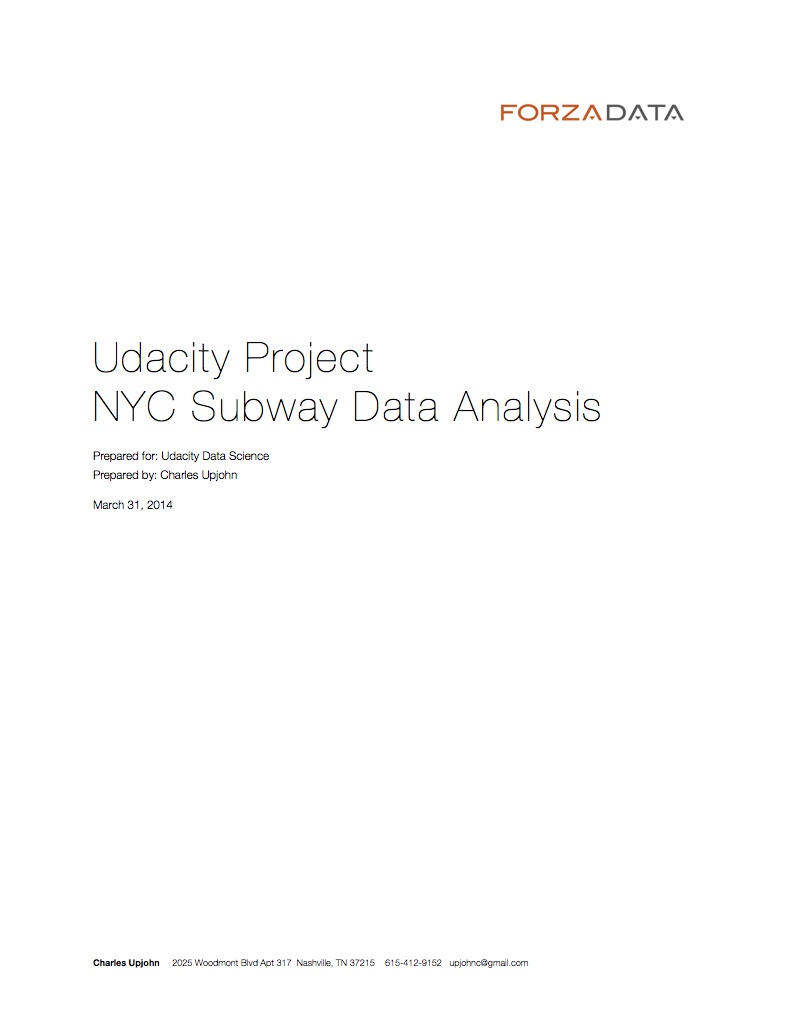 FORZADATA
Udacity Project
NYC Subway Data Analysis
Prepared for: Udacity Data Science
Prepared by: Charles Upjohn
March 31, 2014
Charles Upjohn 2025 Woodmont Blvd Apt 317 Nashville, TN 37215 615-412-9152 upjohnc@gmail.com